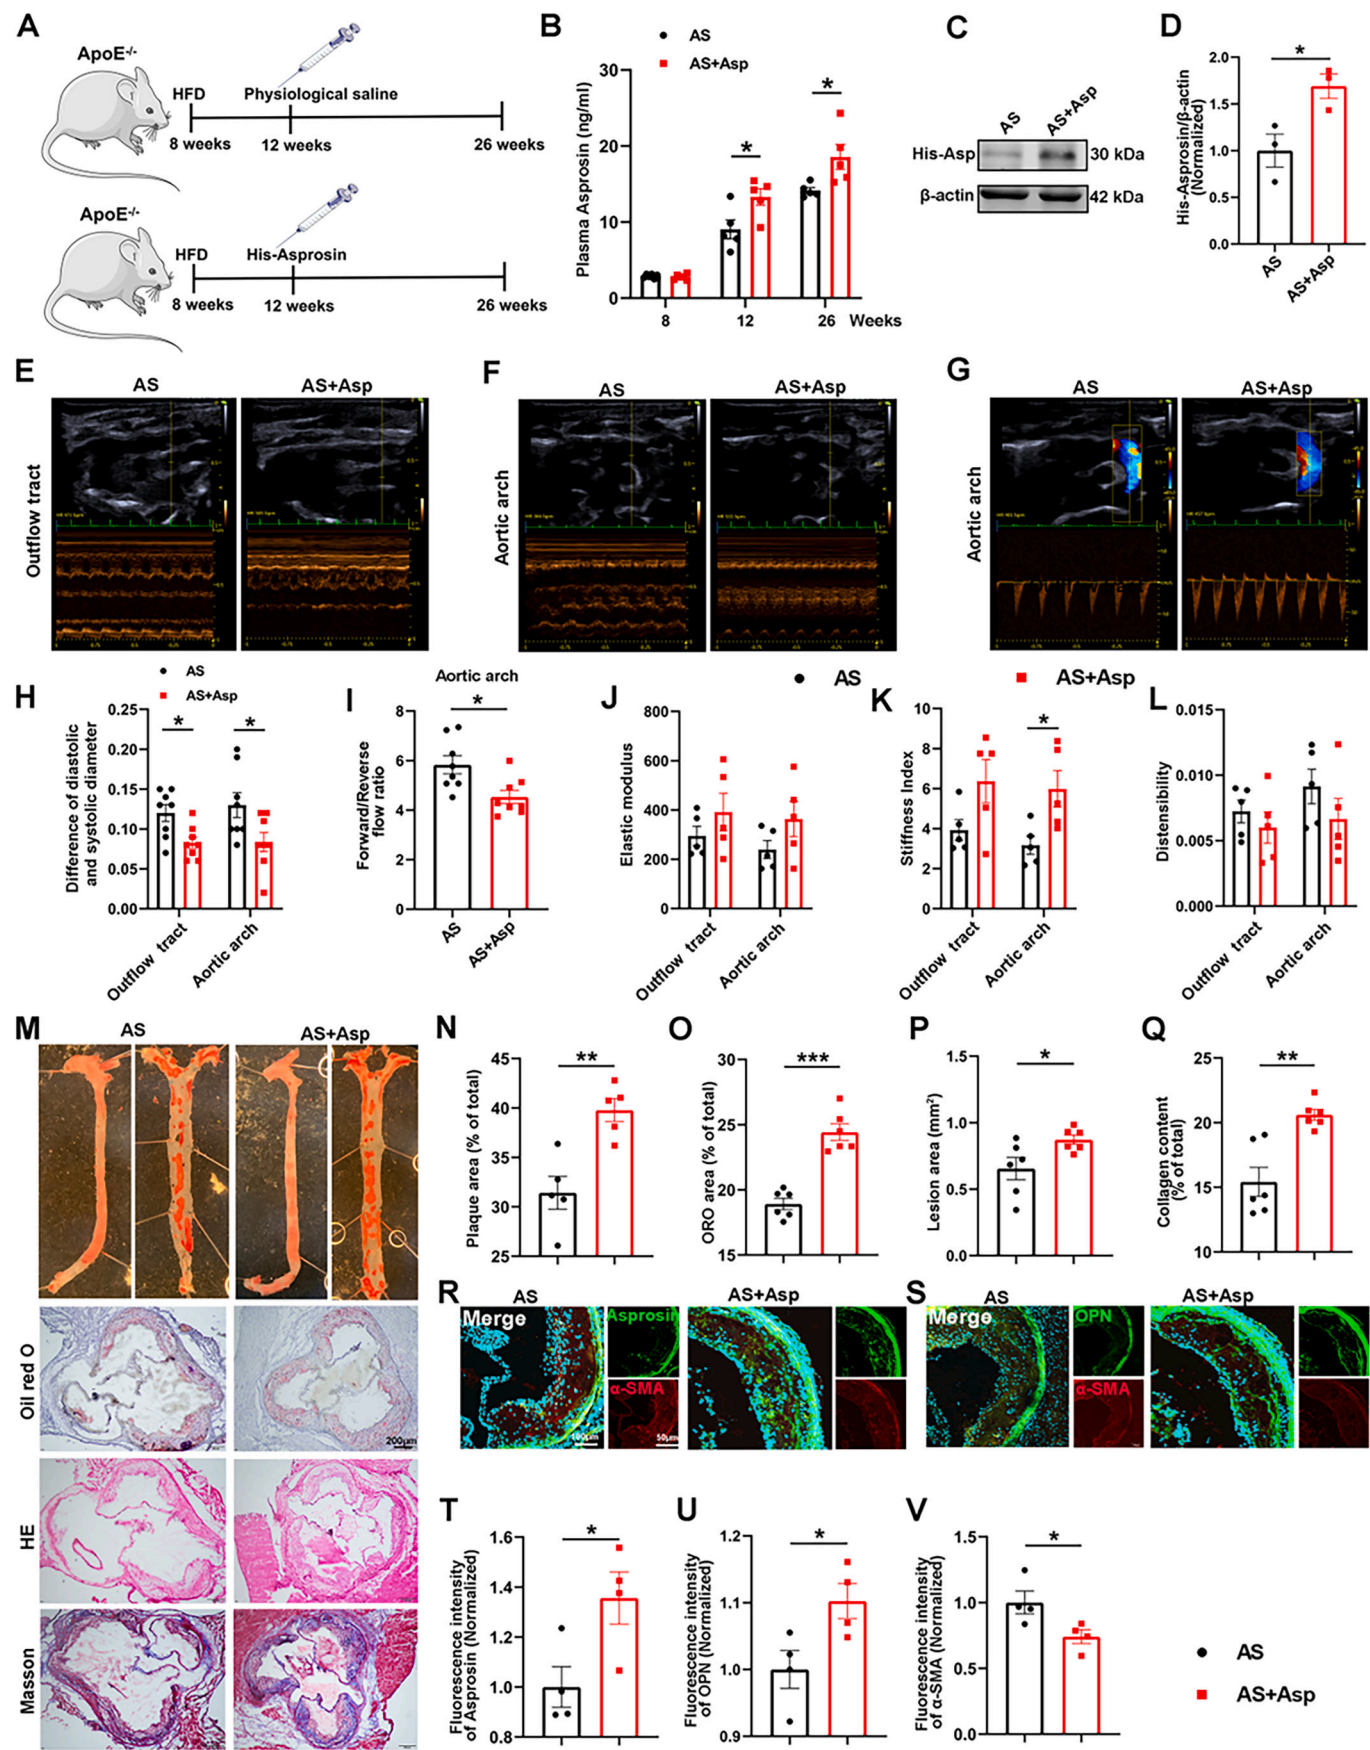 A
ApoE-/-
HFD
Physiological saline
8 weeks
12 weeks
26 weeks
ApoE-/-
HFD
His-Asprosin
8 weeks
12 weeks
26 weeks
B
AS
AS+Asp
Plasma Asprosin (ng/ml)
30
20
10
0
*
*
8
12
26
Weeks
C
AS
AS+Asp
His-Asp
30 kDa
β-actin
42 kDa
D
His-Asprosin/β-actin
(Normalized)
2.0
1.5
1.0
0.5
0.0
*
AS
AS+Asp
E
AS
AS+Asp
Outflow tract
F
AS
AS+Asp
Aortic arch
G
AS
AS+Asp
Aortic arch
H
AS
AS+Asp
Difference of diastolic
and systolic diameter
0.25
0.20
0.15
0.10
0.05
0.00
*
*
Outflow tract
Aortic arch
I
Aortic arch
Forward/Reverse
flow ratio
8
6
4
2
0
*
AS
AS+Asp
AS
AS+Asp
J
Elastic modulus
800
600
400
200
0
Outflow tract
Aortic arch
K
Stiffness Index
10
8
6
4
2
0
*
Outflow tract
Aortic arch
L
Distensibility
0.015
0.010
0.005
0.000
Outflow tract
Aortic arch
M
AS
AS+Asp
Oil red O
200μm
HE
Masson
N
Plaque area (% of total)
45
40
35
30
25
**
O
ORO area (% of total)
30
25
20
15
***
P
Lesion area (mm²)
1.5
1.0
0.5
0.0
*
Q
Collagen content
(% of total)
25
20
15
10
**
R
AS
AS+Asp
Merge
Asprosin
α-SMA
100μm
50μm
S
AS
AS+Asp
Merge
OPN
α-SMA
T
Fluorescence intensity
of Asprosin (Normalized)
1.6
1.4
1.2
1.0
0.8
*
U
Fluorescence intensity
of OPN (Normalized)
1.2
1.1
1.0
0.9
*
V
Fluorescence intensity
of α-SMA (Normalized)
1.5
1.0
0.5
0.0
*
AS
AS+Asp